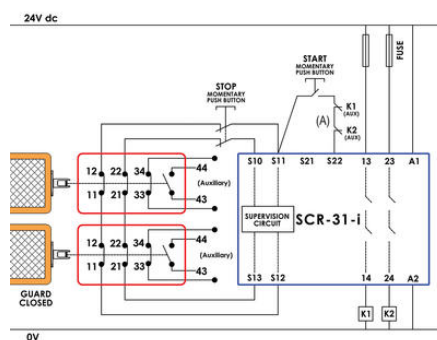 24V dc
START
MOMENTARY
PUSH BUTTON
FUSE
STOP
MOMENTARY
PUSH BUTTON
K1
(AUX)
(A)
K2
(AUX)
12 22 34 44
(Auxiliary)
11 21 33 43
S10 S11 S21 S22 13 23 A1
SUPERVISION
CIRCUIT
SCR-31-i
12 22 34 44
(Auxiliary)
11 21 33 43
S13 S12 14 24 A2
GUARD
CLOSED
K1 K2
0V